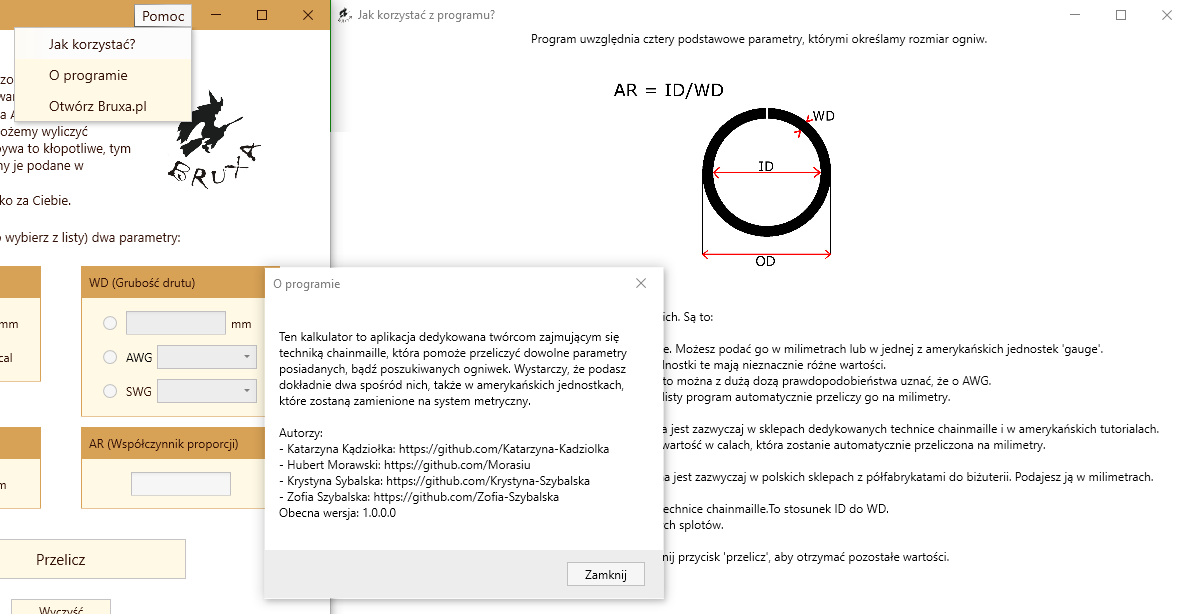 Pomoc
Jak korzystać?
O programie
Otwórz Bruxa.pl
ożemy wyliczyć
ywa to kłopotliwe, tym
ny je podane w
ko za Ciebie.
wybierz z listy) dwa parametry:
BRUXA
mm
cal
WD (Grubość drutu)
mm
AWG
SWG
AR (Współczynnik proporcji)
Przelicz
Wyczyść
Jak korzystać z programu?
Program uwzględnia cztery podstawowe parametry, którymi określamy rozmiar ogniw.
AR = ID/WD
WD
ID
OD
ich. Są to:
e. Możesz podać go w milimetrach lub w jednej z amerykańskich jednostek 'gauge'.
dnostki te mają nieznacznie różne wartości.
to można z dużą dozą prawdopodobieństwa uznać, że o AWG.
listy program automatycznie przeliczy go na milimetry.
a jest zazwyczaj w sklepach dedykowanych technice chainmaille i w amerykańskich tutorialach.
wartość w calach, która zostanie automatycznie przeliczona na milimetry.
a jest zazwyczaj w polskich sklepach z półfabrykatami do biżuterii. Podajesz ją w milimetrach.
technice chainmaille.To stosunek ID do WD.
ych splotów.
nij przycisk 'przelicz', aby otrzymać pozostałe wartości.
O programie
Ten kalkulator to aplikacja dedykowana twórcom zajmującym się
techniką chainmaille, która pomoże przeliczyć dowolne parametry
posiadanych, bądź poszukiwanych ogniwek. Wystarczy, że podasz
dokładnie dwa spośród nich, także w amerykańskich jednostkach,
które zostaną zamienione na system metryczny.
Autorzy:
- Katarzyna Kądziołka: https://github.com/Katarzyna-Kadziolka
- Hubert Morawski: https://github.com/Morasiu
- Krystyna Sybalska: https://github.com/Krystyna-Szybalska
- Zofia Szybalska: https://github.com/Zofia-Szybalska
Obecna wersja: 1.0.0.0
Zamknij